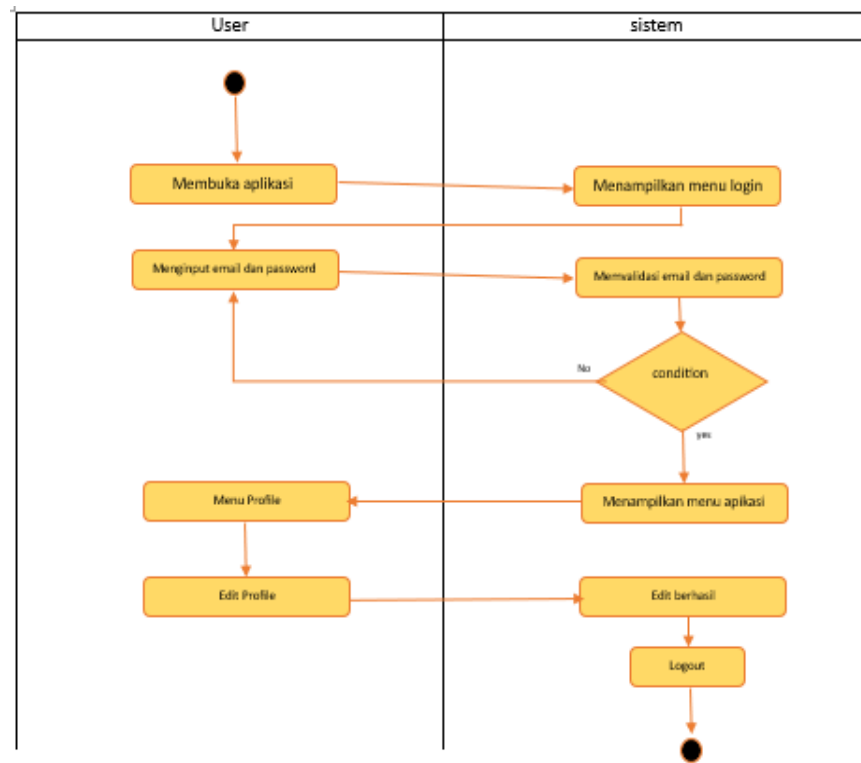 User
sistem
Membuka aplikasi
Menampilkan menu login
Menginput email dan password
Memvalidasi email dan password
condition
No
yes
Menu Profile
Menampilkan menu apikasi
Edit Profile
Edit berhasil
Logout